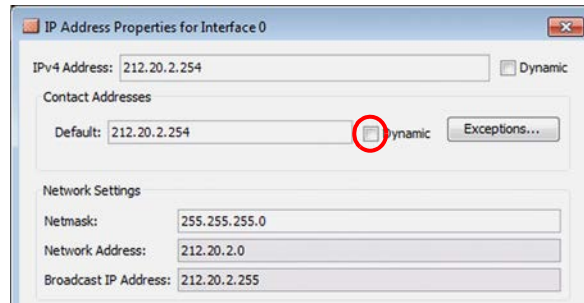 IP Address Properties for Interface 0
IPv4 Address: 212.20.2.254 Dynamic
Contact Addresses
Default: 212.20.2.254 Dynamic Exceptions...
Network Settings
Netmask: 255.255.255.0
Network Address: 212.20.2.0
Broadcast IP Address: 212.20.2.255